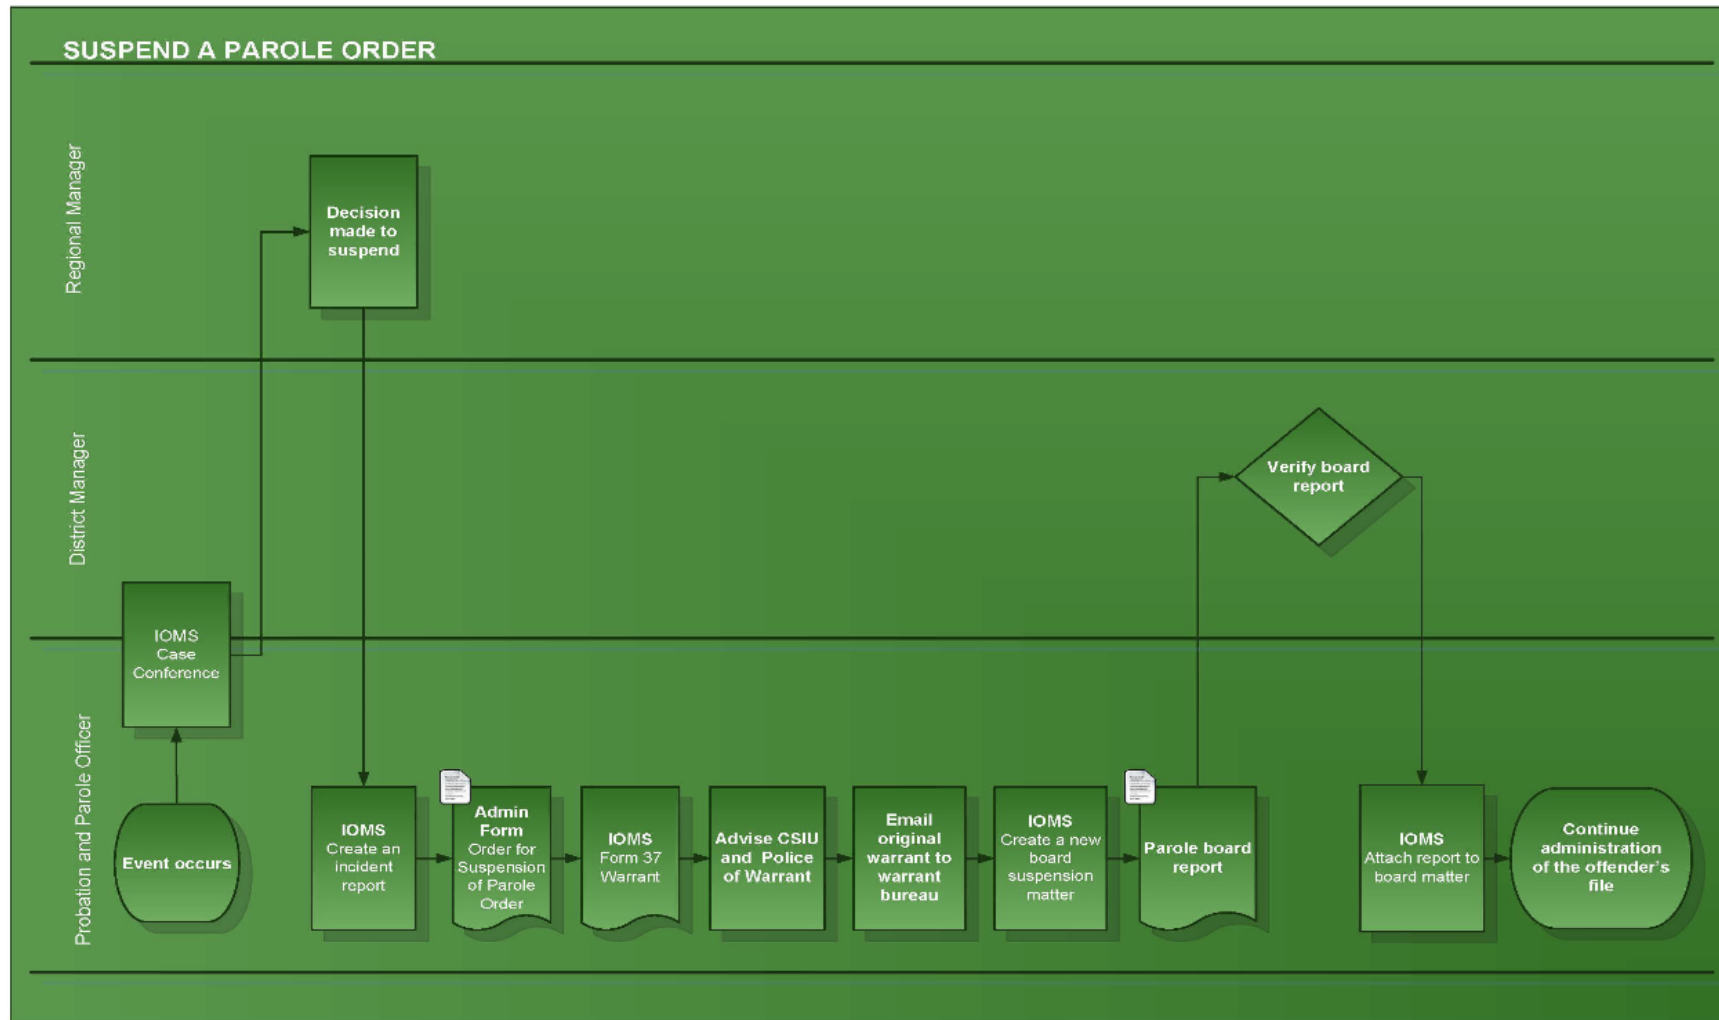 SUSPEND A PAROLE ORDER
Regional Manager
Decision
made to
suspend
District Manager
Verify board
report
IOMS
Case
Conference
Probation and Parole Officer
Event occurs
IOMS
Create an
incident
report
Admin
Form
Order for
Suspension
of Parole
Order
IOMS
Form 37
Warrant
Advise CSIU
and Police
of Warrant
Email
original
warrant to
warrant
bureau
IOMS
Create a new
board
suspension
matter
Parole board
report
IOMS
Attach report to
board matter
Continue
administration
of the offender's
file